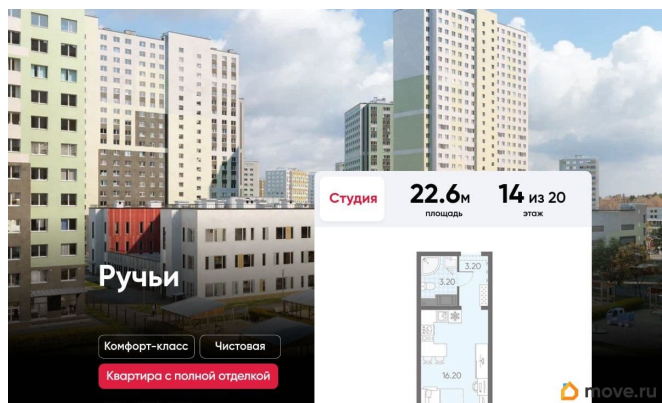 Студия
22.6м
площадь
14 из 20
этаж
3.20
3.20
16.20
Ручьи
Комфорт-класс
Чистовая
Квартира с полной отделкой
move.ru